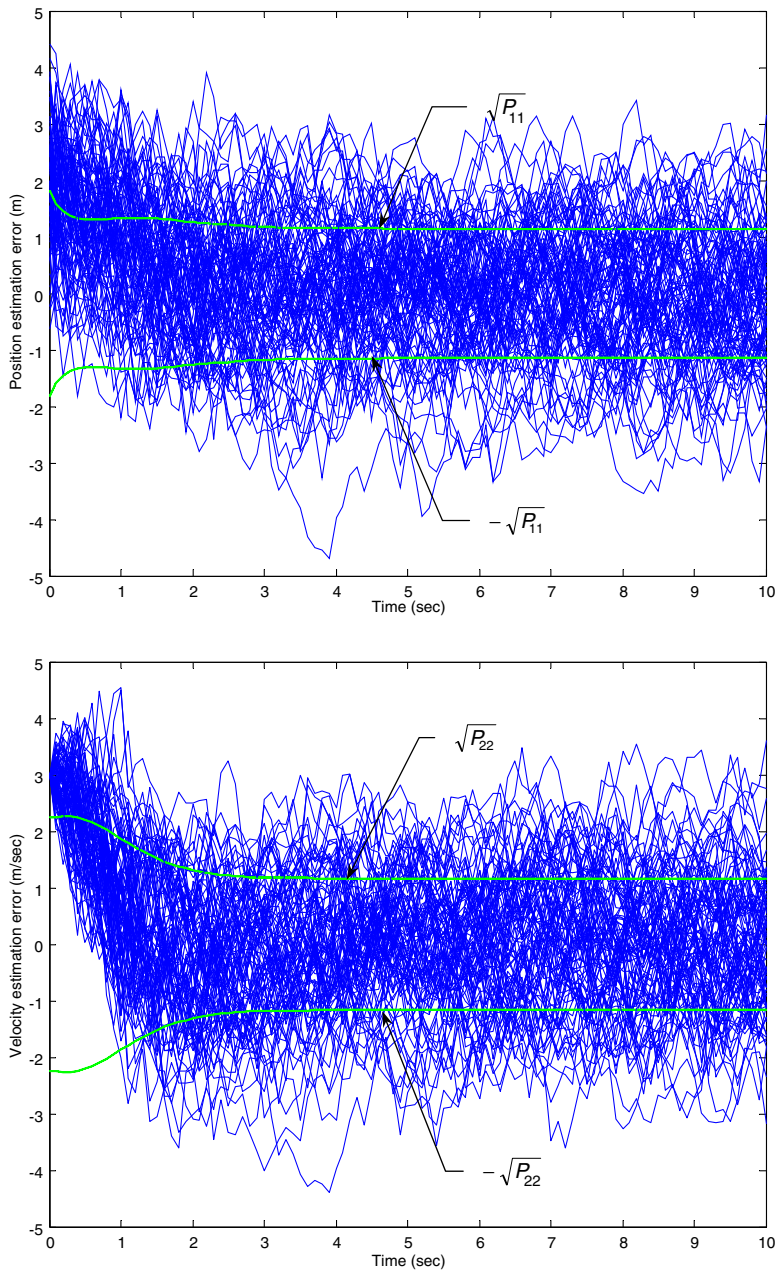 5
4
3
2
1
0
-1
-2
-3
-4
-5
Position estimation error (m)
√P11
−√P11
0 1 2 3 4 5 6 7 8 9 10
Time (sec)
5
4
3
2
1
0
-1
-2
-3
-4
-5
Velocity estimation error (m/sec)
√P22
−√P22
0 1 2 3 4 5 6 7 8 9 10
Time (sec)